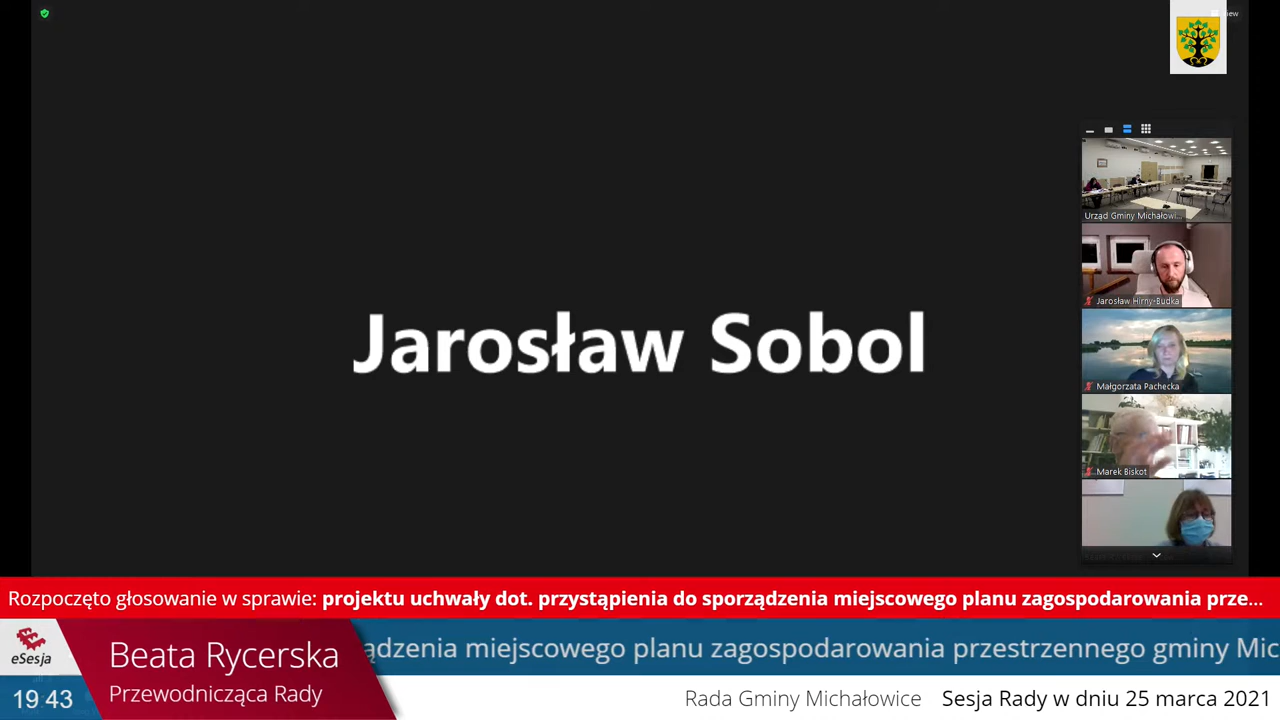 View
Urząd Gminy Michałowi...
Jarosław Hirny-Budka
Małgorzata Pachecka
Marek Biskot
Jarosław Sobol
Rozpoczęto głosowanie w sprawie: projektu uchwały dot. przystąpienia do sporządzenia miejscowego planu zagospodarowania prze...
eSesja
Beata Rycerska
Przewodnicząca Rady
ądzenia miejscowego planu zagospodarowania przestrzennego gminy Mic
19:43
Rada Gminy Michałowice Sesja Rady w dniu 25 marca 2021